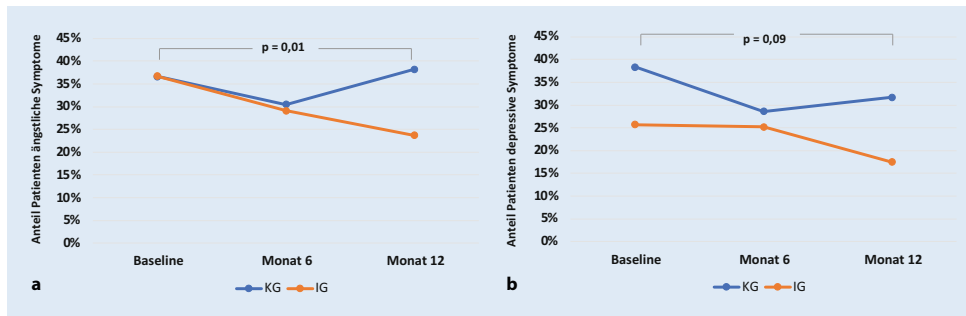 Anteil Patienten ängstliche Symptome
45%
40%
35%
30%
25%
20%
15%
10%
5%
0%
p = 0,01
Baseline Monat 6 Monat 12
KG IG
a
Anteil Patienten depressive Symptome
45%
40%
35%
30%
25%
20%
15%
10%
5%
0%
p = 0,09
Baseline Monat 6 Monat 12
KG IG
b